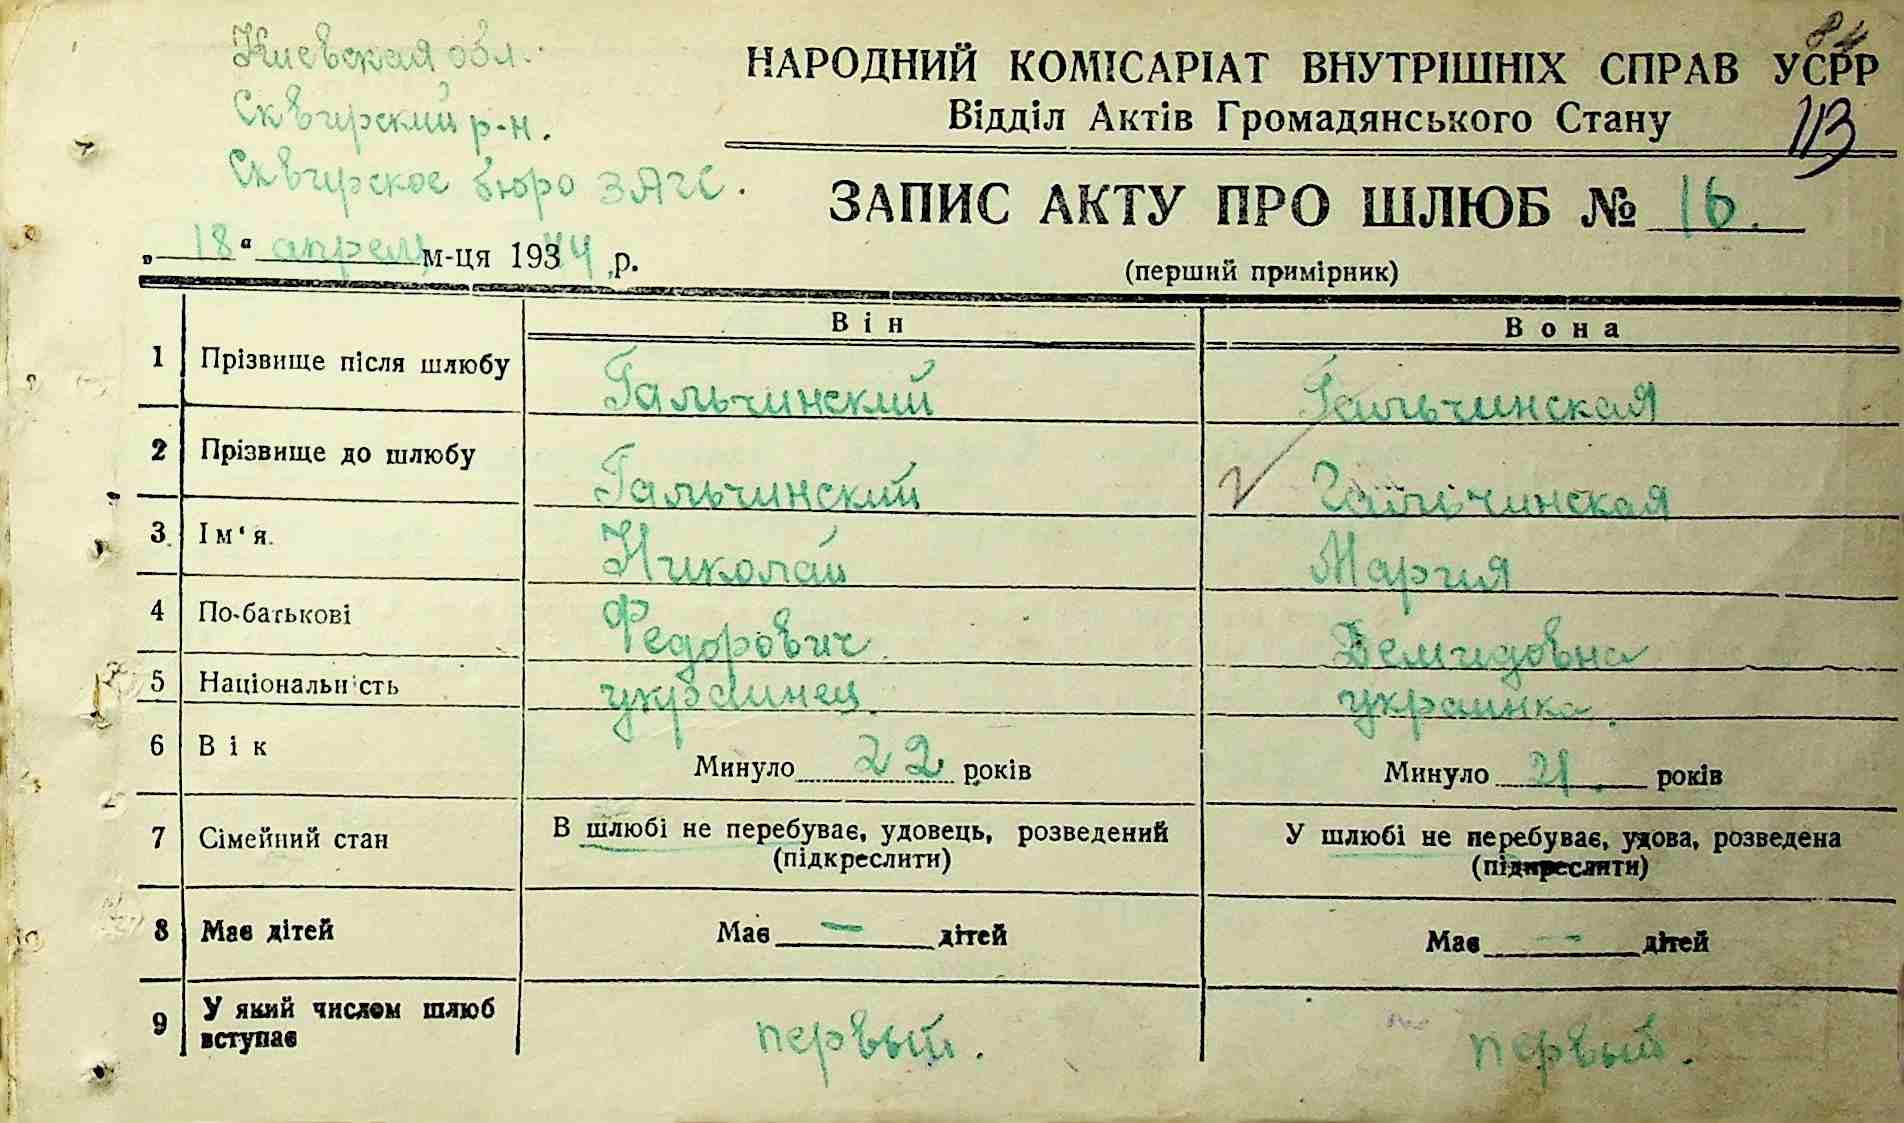 Киевская обл.
Сквирский р-н.
Сквирское бюро ЗАГС.
84
НАРОДНИЙ КОМІСАРІАТ ВНУТРІШНІХ СПРАВ УСРР
Відділ Актів Громадянського Стану
113
ЗАПИС АКТУ ПРО ШЛЮБ № 16.
„18“ апреля м-ця 19344 р.
(перший примірник)
Він Вона
1 Прізвище після шлюбу Гальчинский Гальчинская
2 Прізвище до шлюбу Гальчинский Гальчинская
3 Ім‘я Николай Мария
4 По-батькові Федорович Демидовна
5 Національність украинец украинка.
6 Вік Минуло 22 років Минуло 21 років
7 Сімейний стан В шлюбі не перебуває, удовець, розведений (підкреслити) У шлюбі не перебуває, удова, розведена (підкреслити)
8 Має дітей Має — дітей Має — дітей
9 У який числом шлюб вступає первый. первый.